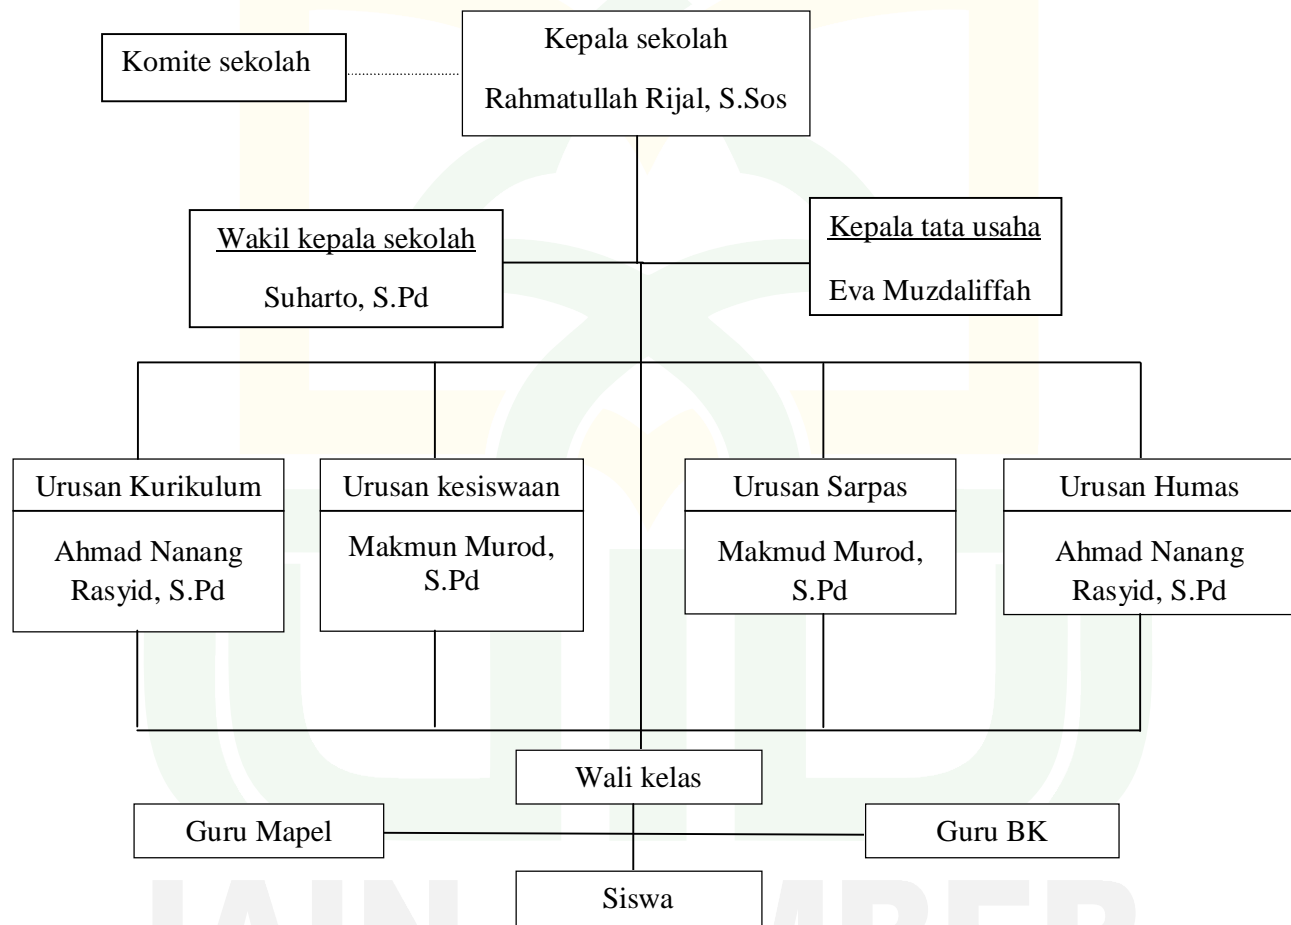 Kepala sekolah
Komite sekolah
Rahmatullah Rijal, S.Sos
Wakil kepala sekolah
Suharto, S.Pd
Kepala tata usaha
Eva Muzdaliffah
Urusan Kurikulum
Ahmad Nanang
Rasyid, S.Pd
Urusan kesiswaan
Makmun Murod,
S.Pd
Urusan Sarpas
Makmud Murod,
S.Pd
Urusan Humas
Ahmad Nanang
Rasyid, S.Pd
Wali kelas
Guru Mapel
Guru BK
Siswa